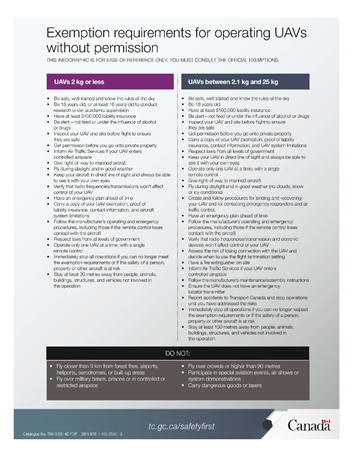 Exemption requirements for operating UAVs
without permission
THIS INFOGRAPHIC IS FOR EASE OF REFERENCE ONLY. YOU MUST CONSULT THE OFFICIAL EXEMPTIONS.
UAVs 2 kg or less
• Be safe, well trained and know the rules of the sky
• Be 18 years old, or at least 16 years old to conduct
research under academic supervision
• Have at least $100,000 liability insurance
• Be alert—not tired or under the influence of alcohol
or drugs
• Inspect your UAV and site before flight to ensure
they are safe
• Get permission before you go onto private property
• Inform Air Traffic Services if your UAV enters
controlled airspace
• Give right of way to manned aircraft
• Fly during daylight and in good weather
• Keep your aircraft in direct line of sight and always be able
to see it with your own eyes
• Verify that radio frequencies/transmissions won't affect
control of your UAV
• Have an emergency plan ahead of time
• Carry a copy of your UAV exemption, proof of
liability insurance, contact information, and aircraft
system limitations
• Follow the manufacturer's operating and emergency
procedures, including those if the remote control loses
contact with the aircraft
• Respect laws from all levels of government
• Operate only one UAV at a time, with a single
remote control
• Immediately stop all operations if you can no longer meet
the exemption requirements or if the safety of a person,
property or other aircraft is at risk
• Stay at least 30 metres away from people, animals,
buildings, structures, and vehicles not involved in
the operation
UAVs between 2.1 kg and 25 kg
• Be safe, well trained and know the rules of the sky
• Be 18 years old
• Have at least $100,000 liability insurance
• Be alert—not tired or under the influence of alcohol or drugs
• Inspect your UAV and site before flight to ensure
they are safe
• Get permission before you go onto private property
• Carry a copy of your UAV exemption, proof of liability
insurance, contact information, and UAV system limitations
• Respect laws from all levels of government
• Keep your UAV in direct line of sight and always be able to
see it with your own eyes
• Operate only one UAV at a time, with a single
remote control
• Give right of way to manned aircraft
• Fly during daylight and in good weather (no clouds, snow
or icy conditions)
• Create and follow procedures for landing and recovering
your UAV and for contacting emergency responders and air
traffic control.
• Have an emergency plan ahead of time
• Follow the manufacturer's operating and emergency
procedures, including those if the remote control loses
contact with the aircraft
• Verify that radio frequencies/transmission and electronic
devices won't affect control of your UAV
• Assess the risk of losing connection with the UAV and
decide when to use the flight termination setting
• Have a fire extinguisher on site
• Inform Air Traffic Services if your UAV enters
controlled airspace
• Follow the manufacturer's maintenance/assembly instructions
• Ensure the UAV does not have an emergency
locator transmitter
• Report accidents to Transport Canada and stop operations
until you have addressed the risks
• Immediately stop all operations if you can no longer respect
the exemption requirements or if the safety of a person,
property or other aircraft is at risk
• Stay at least 150 metres away from people, animals,
buildings, structures, and vehicles not involved in
the operation
DO NOT:
• Fly closer than 9 km from forest fires, airports,
heliports, aerodromes, or built-up areas
• Fly over military bases, prisons or in controlled or
restricted airspace
• Fly over crowds or higher than 90 metres
• Participate in special aviation events, air shows or
system demonstrations
• Carry dangerous goods or lasers
tc.gc.ca/safetyfirst
Canada